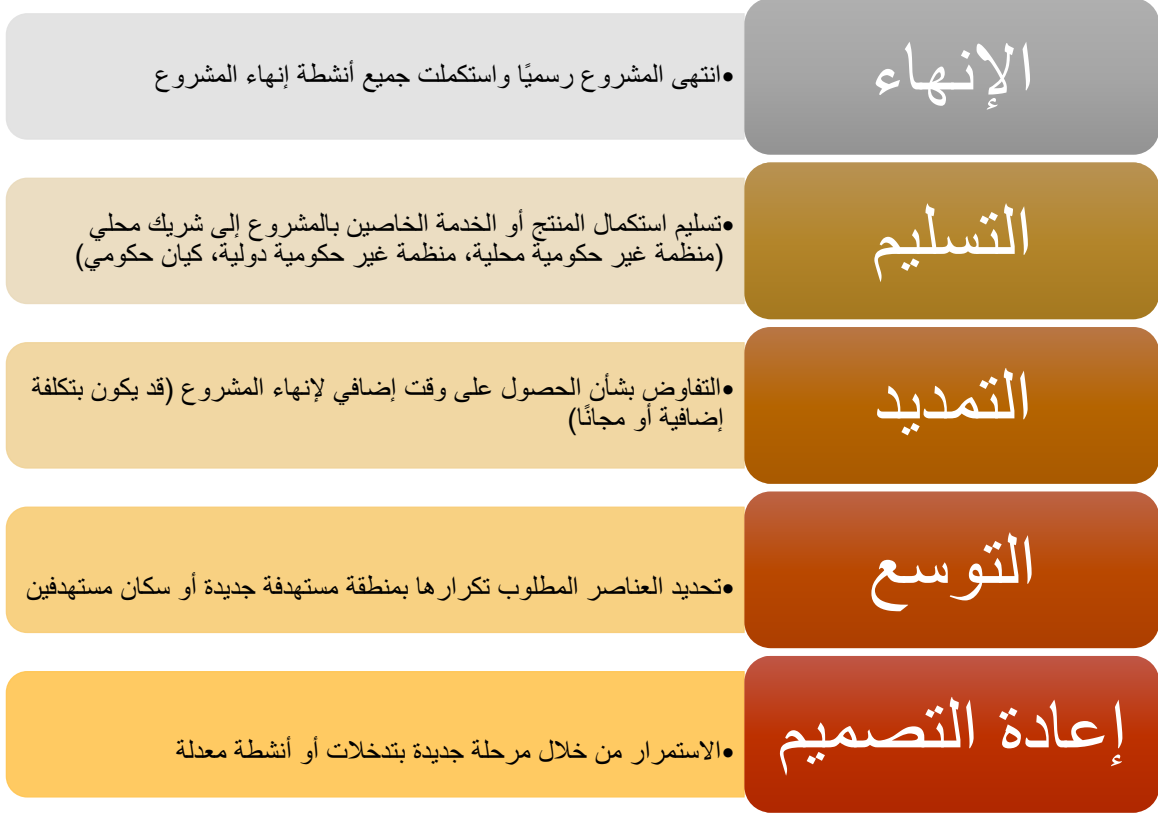 الإنهاء
•انتهى المشروع رسميًا واستكملت جميع أنشطة إنهاء المشروع
التسليم
•تسليم استكمال المنتج أو الخدمة الخاصين بالمشروع إلى شريك محلي
(منظمة غير حكومية محلية، منظمة غير حكومية دولية، كيان حكومي)
التمديد
•التفاوض بشأن الحصول على وقت إضافي لإنهاء المشروع (قد يكون بتكلفة
إضافية أو مجانًا)
التوسع
•تحديد العناصر المطلوب تكرارها بمنطقة مستهدفة جديدة أو سكان مستهدفين
إعادة التصميم
•الاستمرار من خلال مرحلة جديدة بتدخلات أو أنشطة معدلة